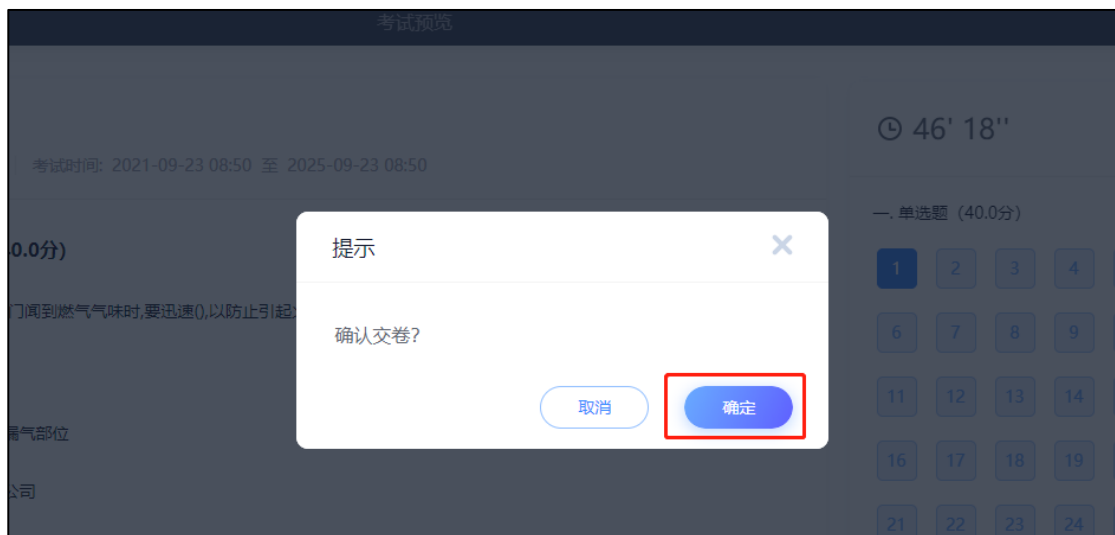 考试预览
46' 18''
考试时间: 2021-09-23 08:50 至 2025-09-23 08:50
一. 单选题（40.0分）
0.0分)
提示
1 2 3 4
门闻到燃气气味时,要迅速(),以防止引起
确认交卷?
6 7 8 9
取消 确定
11 12 13 14
漏气部位
16 17 18 19
公司
21 22 23 24